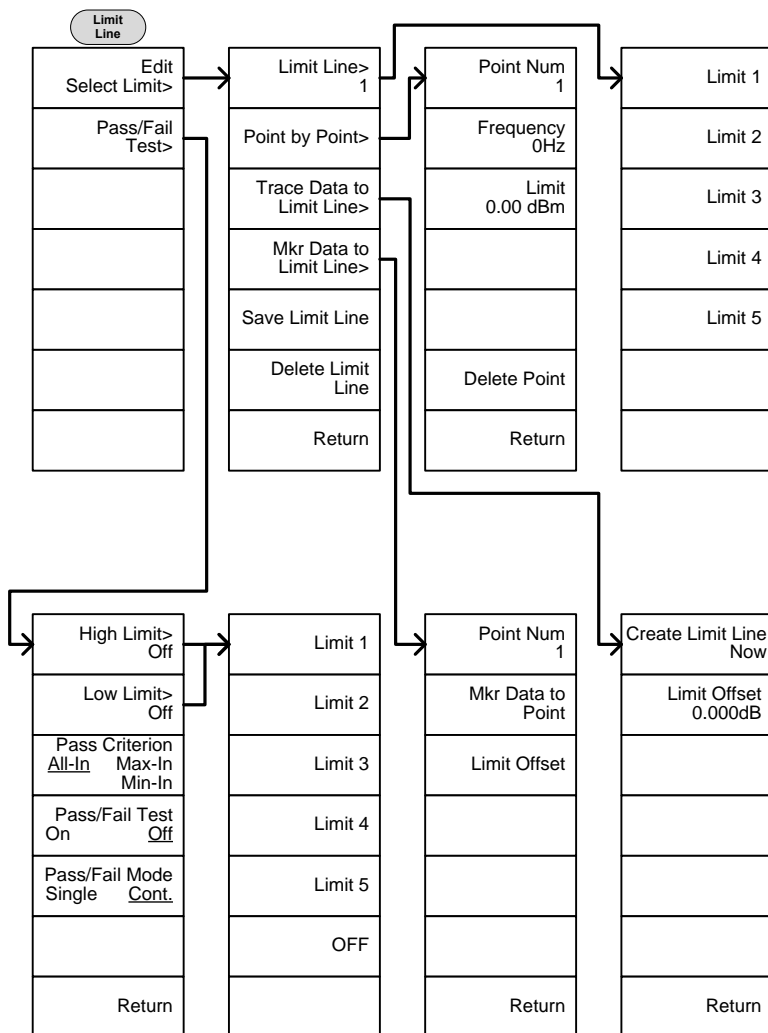 Limit
Line
Edit
Select Limit>
Pass/Fail
Test>
Limit Line>
1
Point by Point>
Trace Data to
Limit Line>
Mkr Data to
Limit Line>
Save Limit Line
Delete Limit
Line
Return
Point Num
1
Frequency
0Hz
Limit
0.00 dBm
Delete Point
Return
Limit 1
Limit 2
Limit 3
Limit 4
Limit 5
High Limit>
Off
Low Limit>
Off
Pass Criterion
All-In Max-In
Min-In
Pass/Fail Test
On Off
Pass/Fail Mode
Single Cont.
Return
Limit 1
Limit 2
Limit 3
Limit 4
Limit 5
OFF
Point Num
1
Mkr Data to
Point
Limit Offset
Return
Create Limit Line
Now
Limit Offset
0.000dB
Return